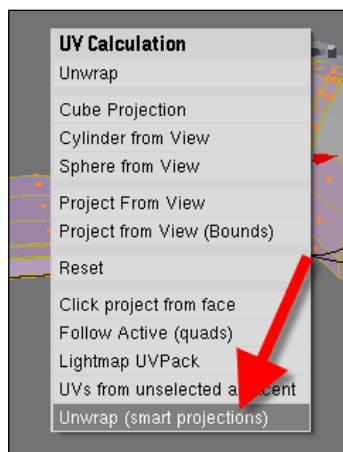 UV Calculation
Unwrap
Cube Projection
Cylinder from View
Sphere from View
Project From View
Project from View (Bounds)
Reset
Click project from face
Follow Active (quads)
Lightmap UVPack
UVs from unselected
Unwrap (smart projections)